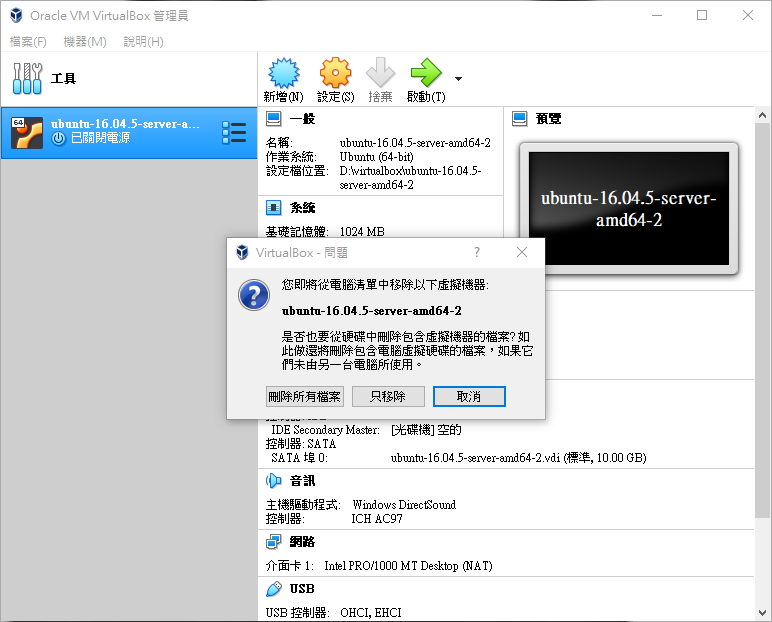 Oracle VM VirtualBox 管理員
檔案(F) 機器(M) 說明(H)
工具
新增(N) 設定(S) 捨棄 啟動(T)
64
ubuntu-16.04.5-server-a...
已關閉電源
一般
名稱: ubuntu-16.04.5-server-amd64-2
作業系統: Ubuntu (64-bit)
設定檔位置: D:\virtualbox\ubuntu-16.04.5-
server-amd64-2
預覽
ubuntu-16.04.5-server-
amd64-2
系統
基礎記憶體: 1024 MB
VirtualBox - 問題
?
您即將從電腦清單中移除以下虛擬機器:
ubuntu-16.04.5-server-amd64-2
是否也要從硬碟中刪除包含虛擬機器的檔案? 如
此做還將刪除包含電腦虛擬硬碟的檔案，如果它
們未由另一台電腦所使用。
刪除所有檔案 只移除 取消
IDE Secondary Master: [光碟機] 空的
控制器: SATA
SATA 埠 0: ubuntu-16.04.5-server-amd64-2.vdi (標準, 10.00 GB)
音訊
主機驅動程式: Windows DirectSound
控制器: ICH AC97
網路
介面卡 1: Intel PRO/1000 MT Desktop (NAT)
USB
USB 控制器: OHCI, EHCI